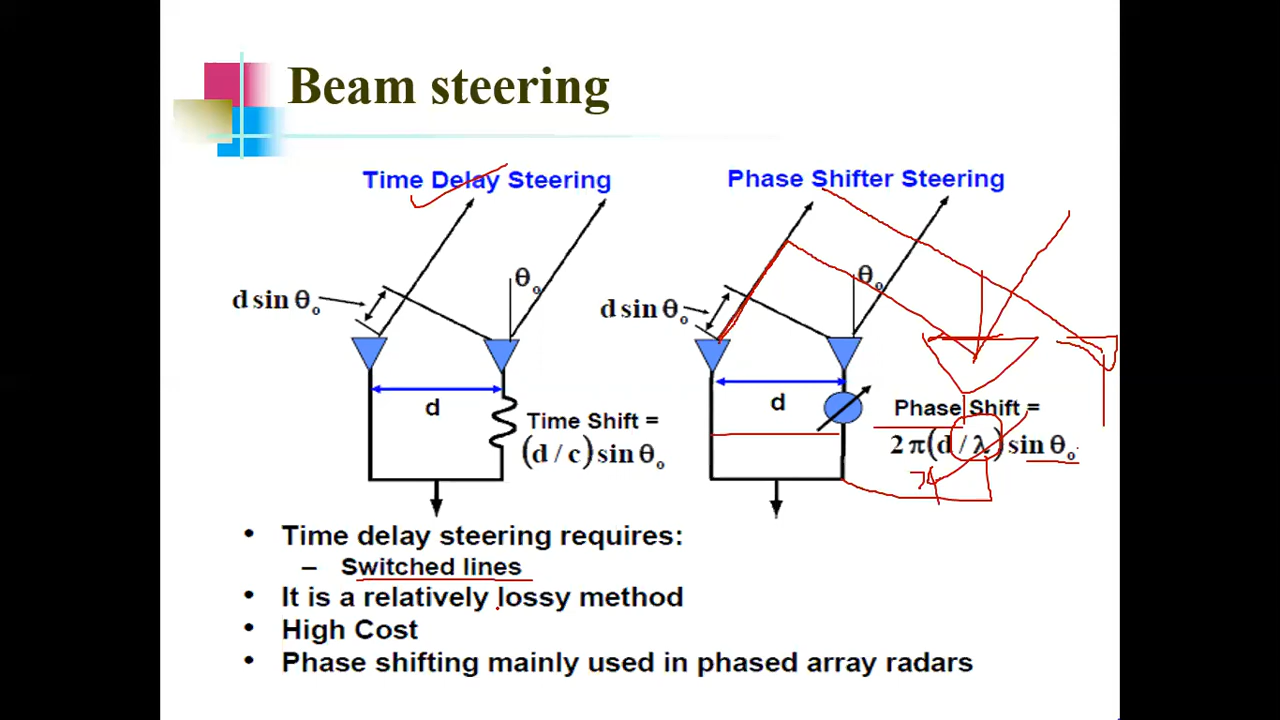 Beam steering
Time Delay Steering
Phase Shifter Steering
θo
θo
d sin θo
d sin θo
d
d
Time Shift =
(d / c) sin θo
Phase Shift =
2 π (d / λ) sin θo
• Time delay steering requires:
– Switched lines
• It is a relatively lossy method
• High Cost
• Phase shifting mainly used in phased array radars